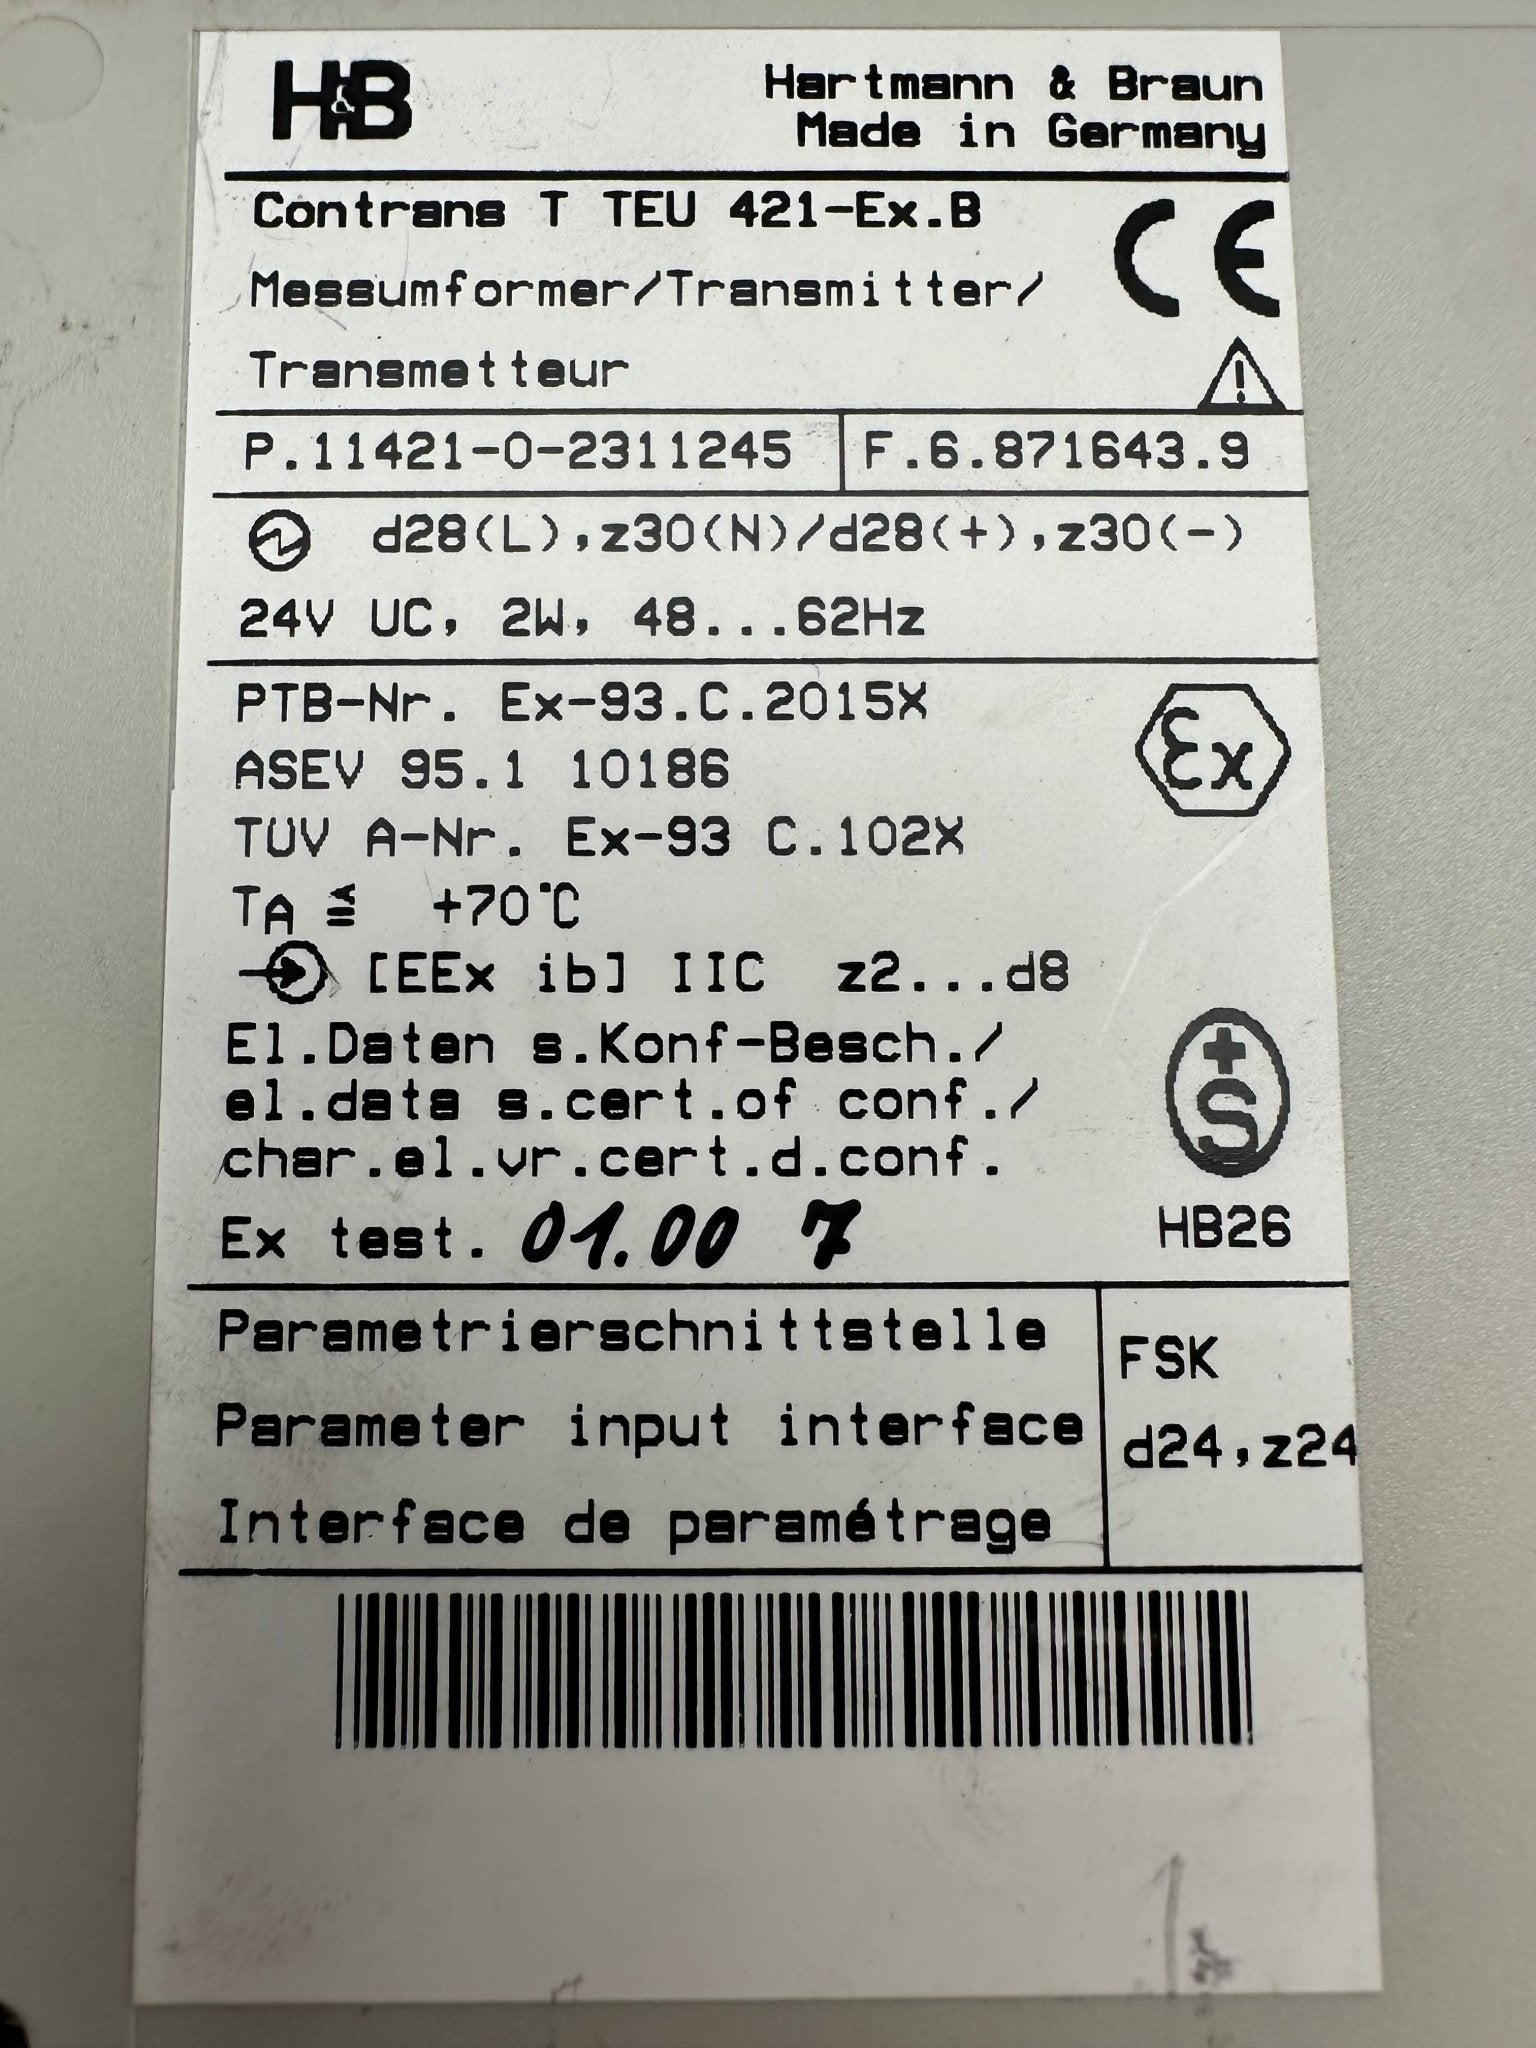 H&B
Hartmann & Braun
Made in Germany
Contrans T TEU 421-Ex.B
CE
Messumformer/Transmitter/
Transmetteur
P.11421-0-2311245 F.6.871643.9
d28(L),z30(N)/d28(+),z30(-)
24V UC, 2W, 48...62Hz
PTB-Nr. Ex-93.C.2015X
Ex
ASEV 95.1 10186
TUV A-Nr. Ex-93 C.102X
TA ≦ +70°C
[EEx ib] IIC z2...d8
El.Daten s.Konf-Besch./
el.data s.cert.of conf./
char.el.vr.cert.d.conf.
+S
Ex test. 01.00 7
HB26
Parametrierschnittstelle
Parameter input interface
Interface de paramétrage
FSK
d24,z24